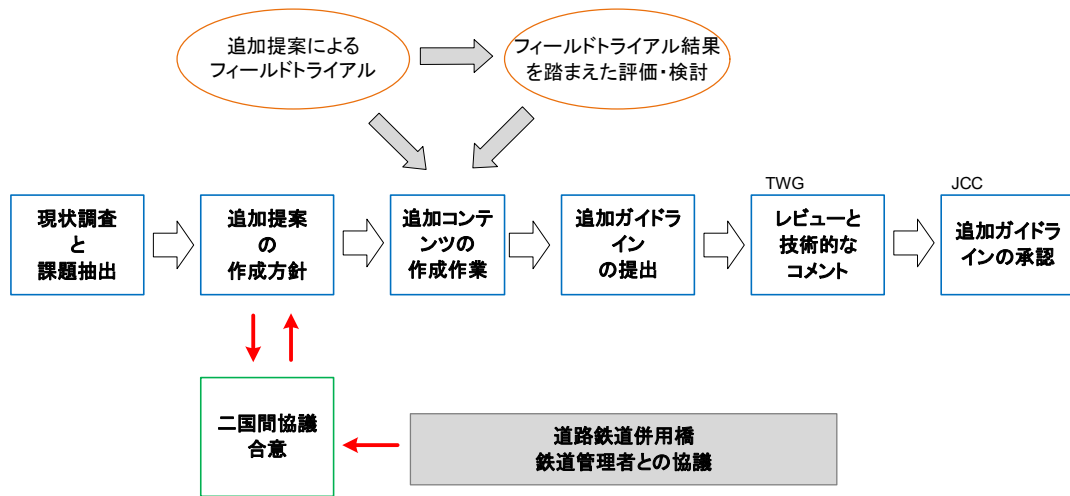 追加提案による
フィールドトライアル
フィールドトライアル結果
を踏まえた評価・検討
現状調査
と
課題抽出
追加提案
の
作成方針
追加コンテ
ンツの
作成作業
追加ガイドラ
イン
の提出
TWG
レビューと
技術的な
コメント
JCC
追加ガイドラ
インの承認
二国間協議
合意
道路鉄道併用橋
鉄道管理者との協議